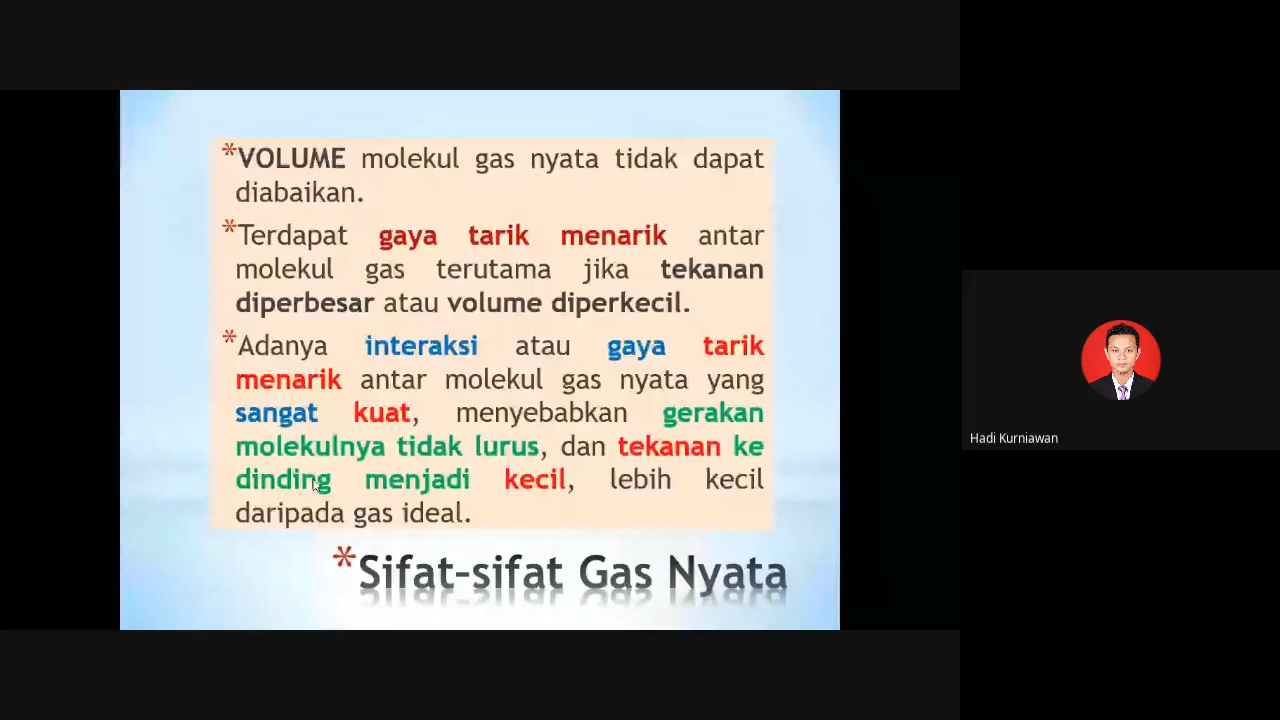 *VOLUME molekul gas nyata tidak dapat
diabaikan.
*Terdapat gaya tarik menarik antar
molekul gas terutama jika tekanan
diperbesar atau volume diperkecil.
*Adanya interaksi atau gaya tarik
menarik antar molekul gas nyata yang
sangat kuat, menyebabkan gerakan
molekulnya tidak lurus, dan tekanan ke
dinding menjadi kecil, lebih kecil
daripada gas ideal.
*Sifat-sifat Gas Nyata
Hadi Kurniawan